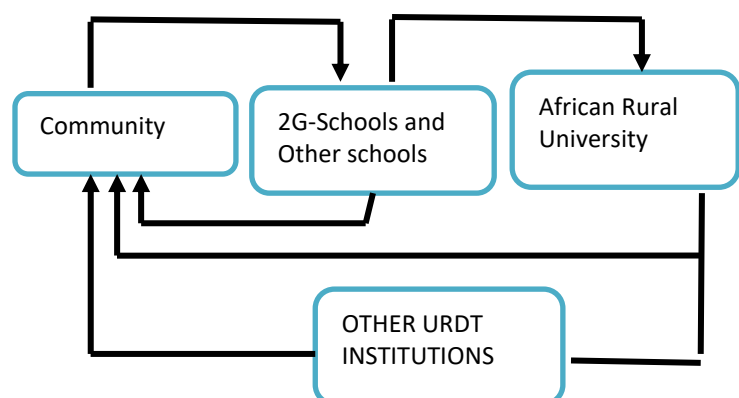 Community
2G-Schools and
Other schools
African Rural
University
OTHER URDT
INSTITUTIONS